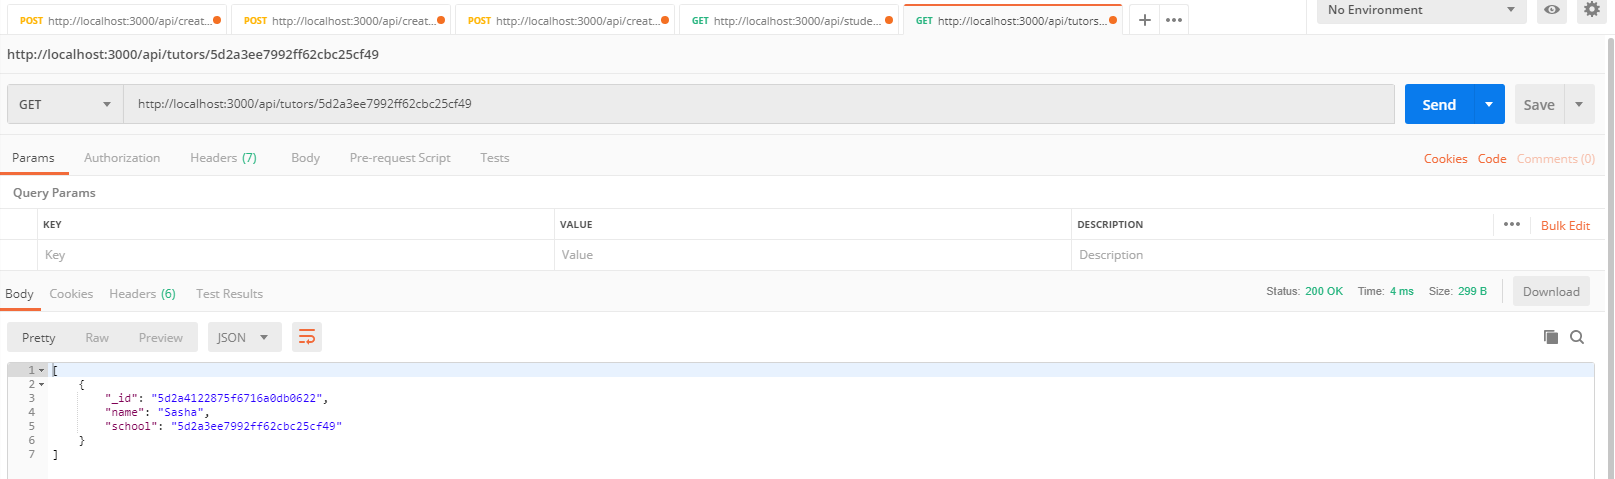 POST http://localhost:3000/api/creat... POST http://localhost:3000/api/creat... POST http://localhost:3000/api/creat... GET http://localhost:3000/api/stude... GET http://localhost:3000/api/tutors... + ••• No Environment
http://localhost:3000/api/tutors/5d2a3ee7992ff62cbc25cf49
GET http://localhost:3000/api/tutors/5d2a3ee7992ff62cbc25cf49 Send Save
Params Authorization Headers (7) Body Pre-request Script Tests Cookies Code Comments (0)
Query Params
KEY VALUE DESCRIPTION ••• Bulk Edit
Key Value Description
Body Cookies Headers (6) Test Results Status: 200 OK Time: 4 ms Size: 299 B Download
Pretty Raw Preview JSON
1 [
2 {
3 "_id": "5d2a4122875f6716a0db0622",
4 "name": "Sasha",
5 "school": "5d2a3ee7992ff62cbc25cf49"
6 }
7 ]